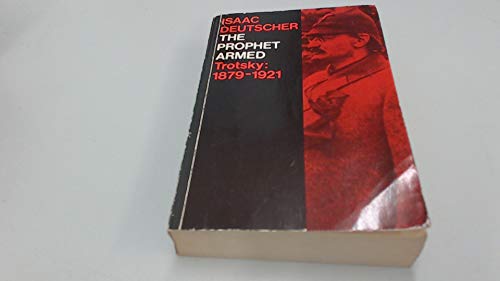 ISAAC
DEUTSCHER
THE
PROPHET
ARMED
Trotsky:
1879-1921